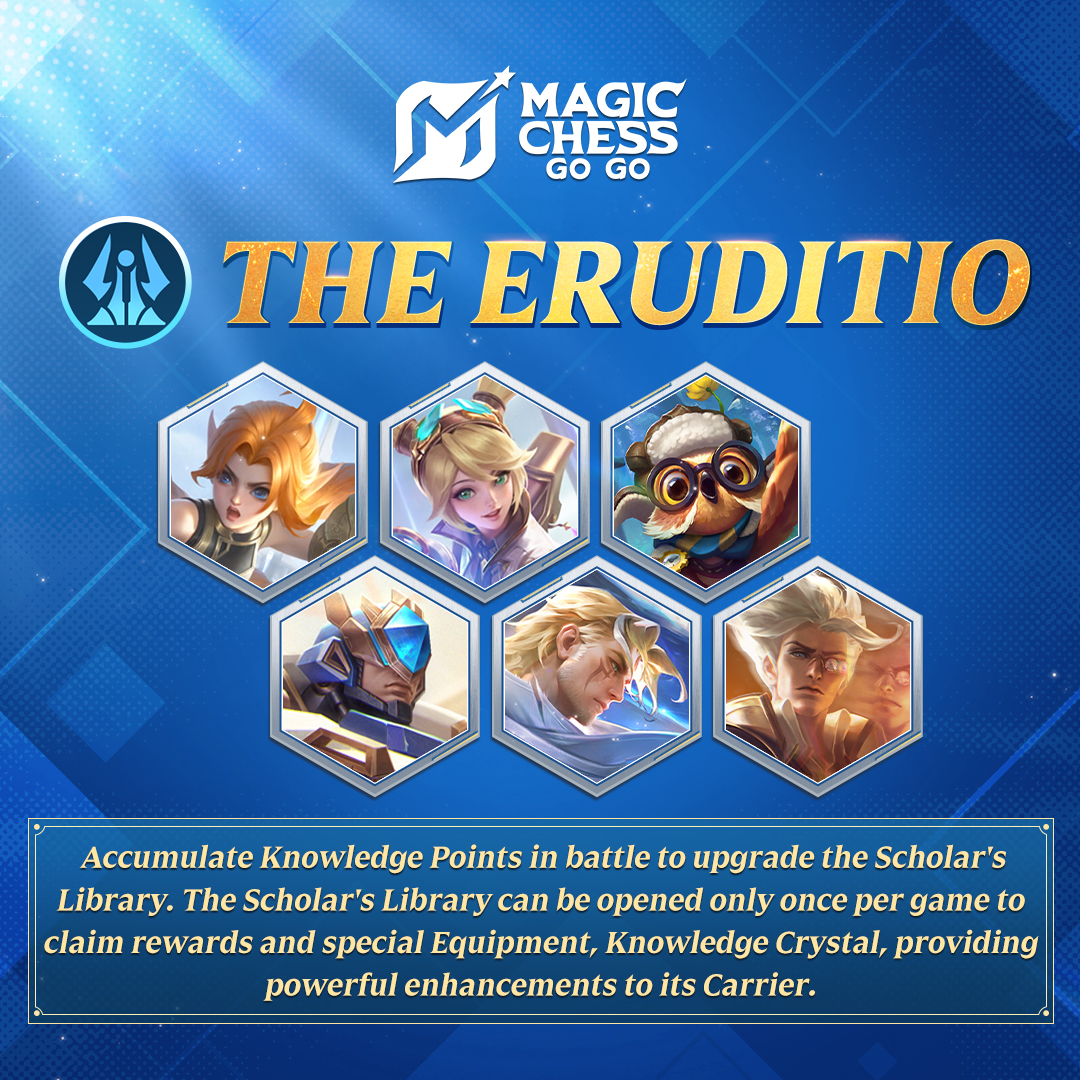 MAGIC
CHESS
GO GO
THE ERUDITIO
Accumulate Knowledge Points in battle to upgrade the Scholar's
Library. The Scholar's Library can be opened only once per game to
claim rewards and special Equipment, Knowledge Crystal, providing
powerful enhancements to its Carrier.